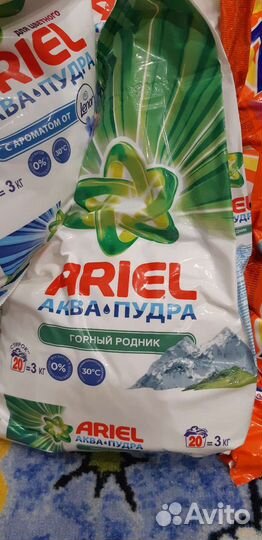 ДЛЯ ЦВЕТНОГО
ARIEL
АКВА•ПУДРА
С АРОМАТОМ ОТ
Lenor
0%
30°C
= 3 кг
ARIEL
АКВА•ПУДРА
ГОРНЫЙ РОДНИК
20 = 3 КГ
0%
30°C
ARIEL
АКВА•ПУДРА
20 = 3 КГ
Avito